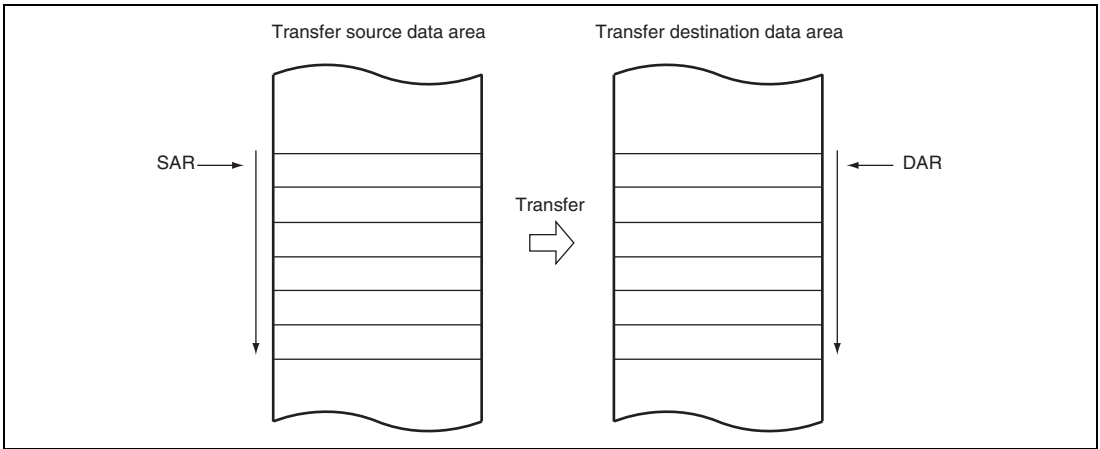 Transfer source data area
Transfer destination data area
SAR
DAR
Transfer